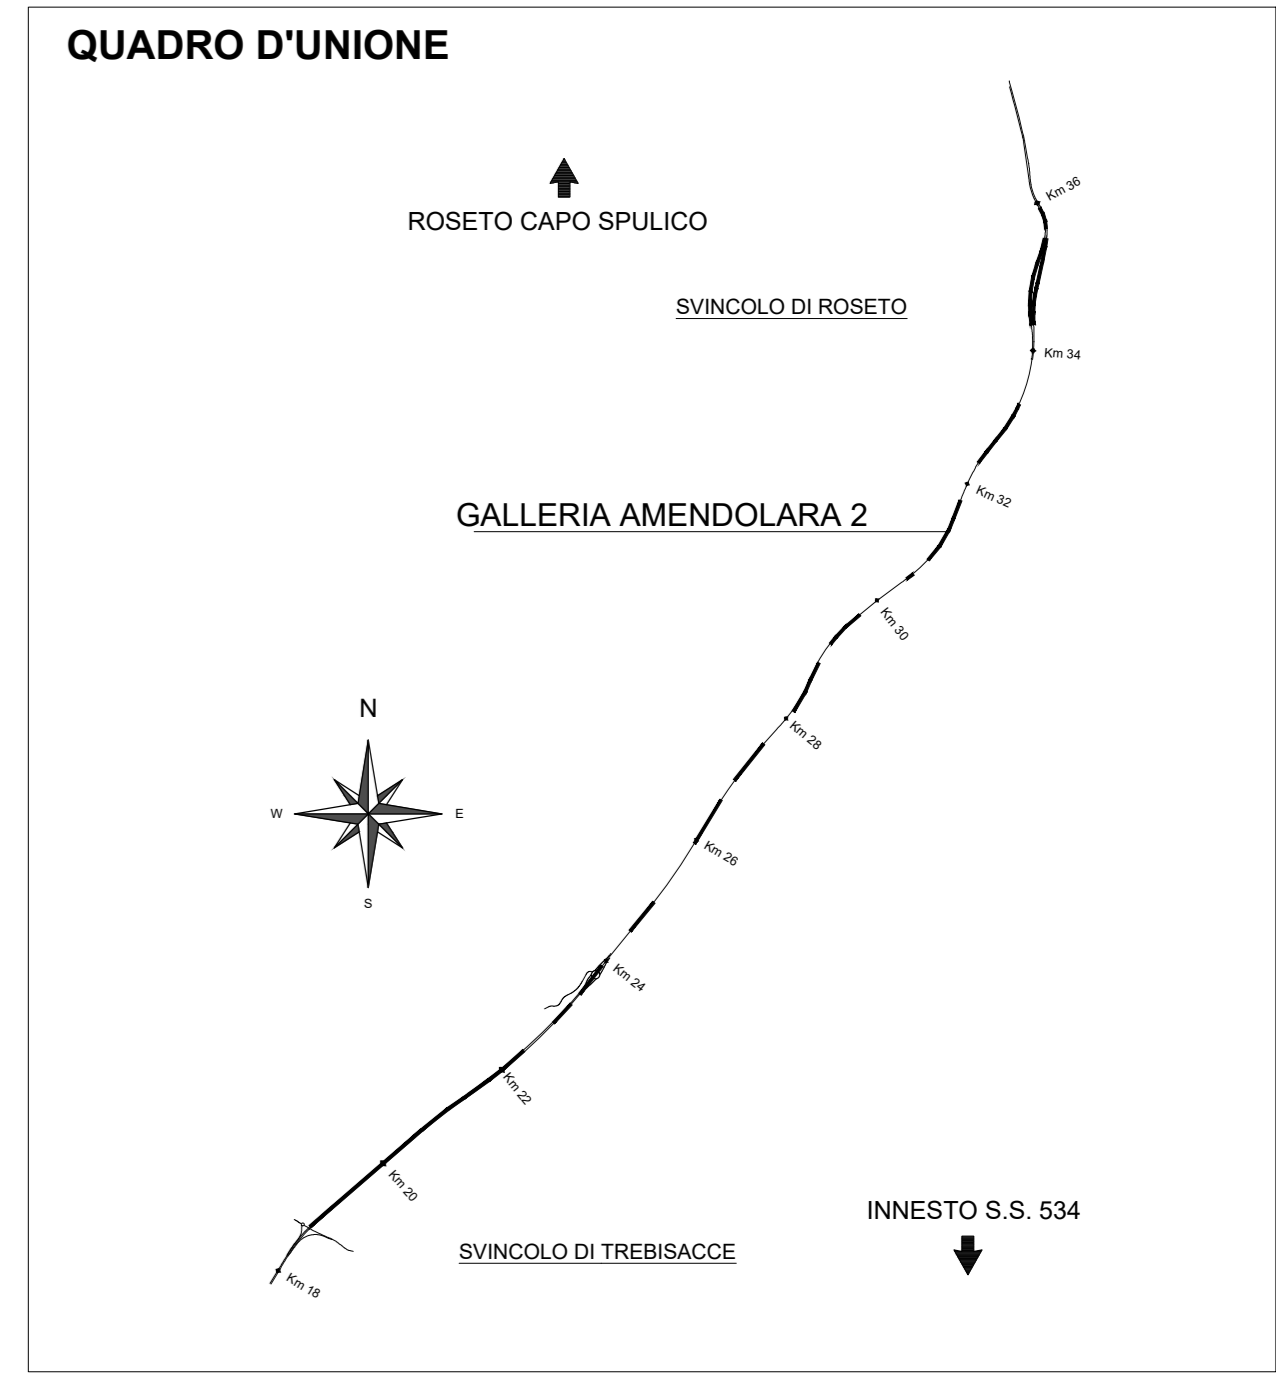 QUADRO D'UNIONE
Km 36
ROSETO CAPO SPULICO
SVINCOLO DI ROSETO
Km 34
Km 32
GALLERIA AMENDOLARA 2
Km 30
N
Km 28
W
E
Km 26
S
Km 24
Km 22
Km 20
INNESTO S.S. 534
SVINCOLO DI TREBISACCE
Km 18